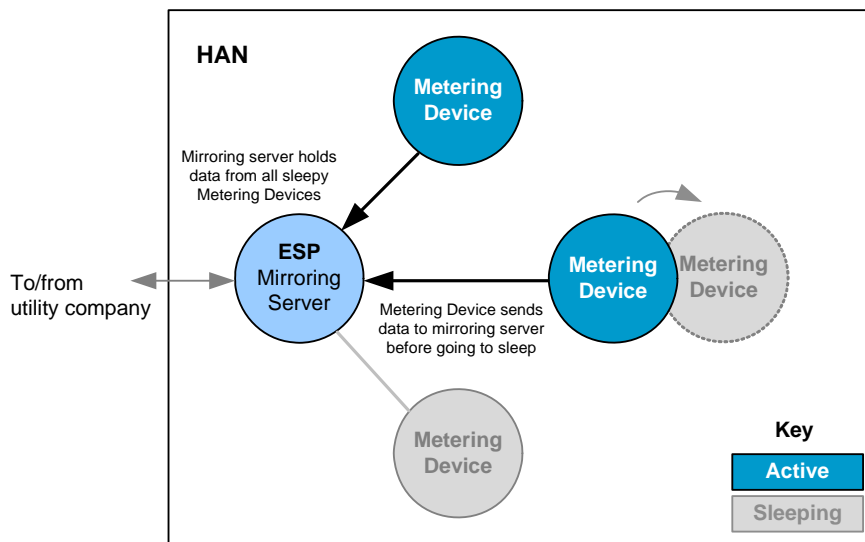 HAN
Metering
Device
Mirroring server holds
data from all sleepy
Metering Devices
ESP
Mirroring
Server
To/from
utility company
Metering
Device
Metering
Device
Metering Device sends
data to mirroring server
before going to sleep
Metering
Device
Key
Active
Sleeping